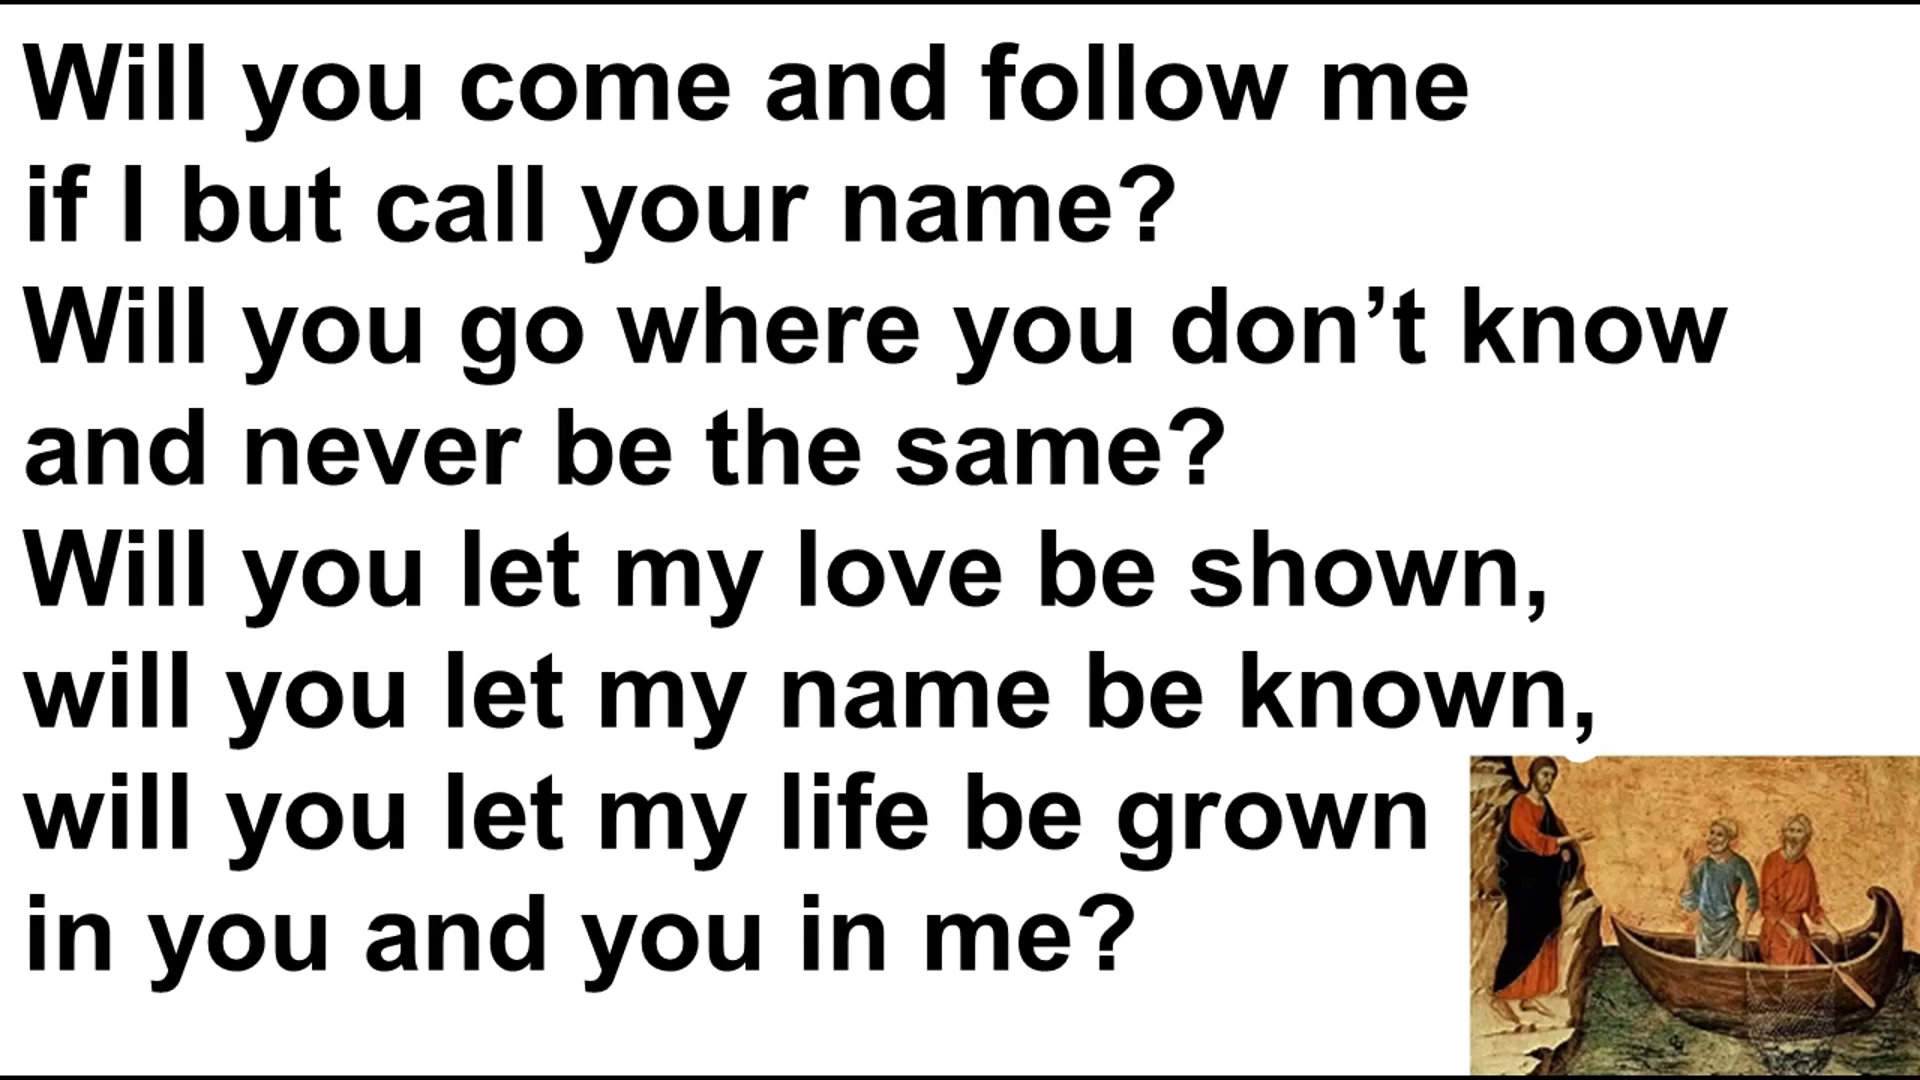 Will you come and follow me
if I but call your name?
Will you go where you don’t know
and never be the same?
Will you let my love be shown,
will you let my name be known,
will you let my life be grown
in you and you in me?